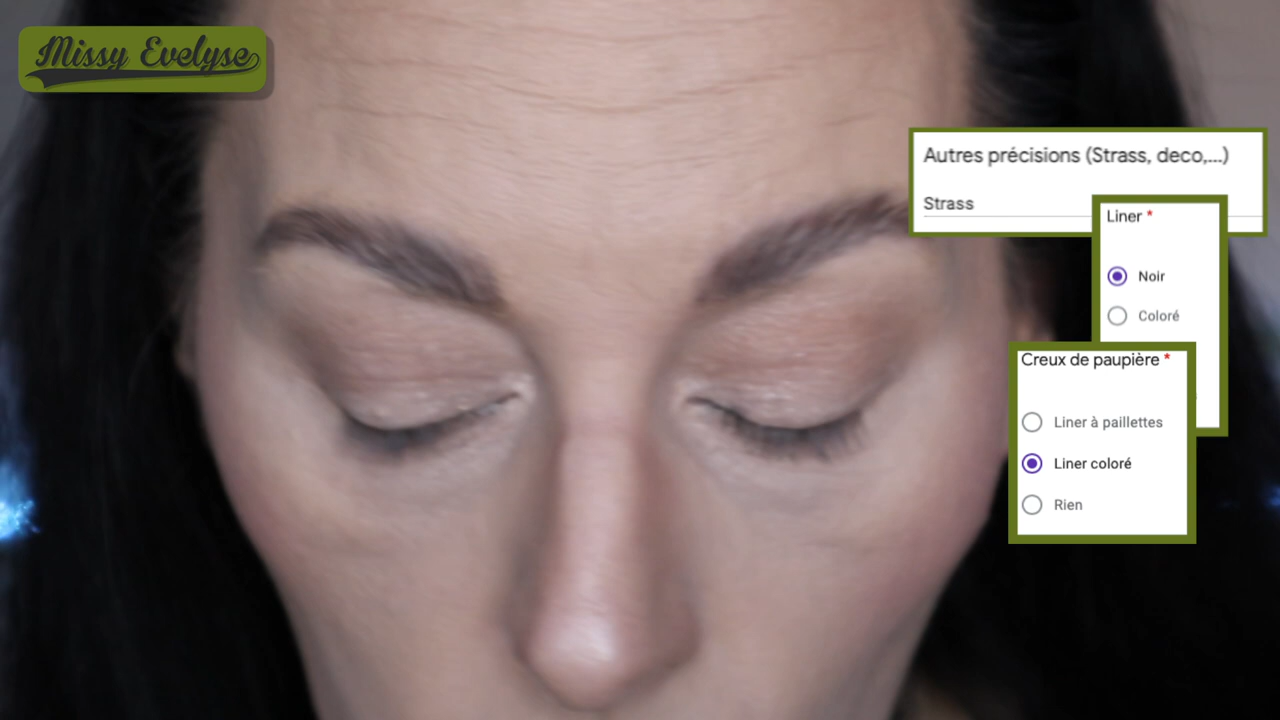 Missy Evelyse
Autres précisions (Strass, deco,...)
Strass
Liner *
Noir
Coloré
Creux de paupière *
Liner à paillettes
Liner coloré
Rien